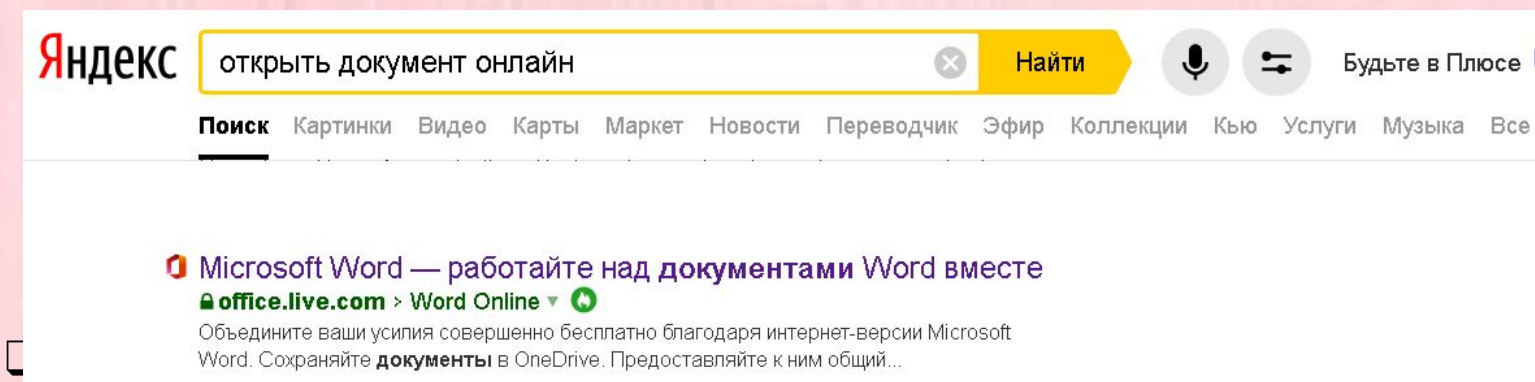 Яндекс
открыть документ онлайн
Найти
Будьте в Плюсе
Поиск Картинки Видео Карты Маркет Новости Переводчик Эфир Коллекции Кью Услуги Музыка Все
Microsoft Word — работайте над документами Word вместе
office.live.com › Word Online
Объедините ваши усилия совершенно бесплатно благодаря интернет-версии Microsoft
Word. Сохраняйте документы в OneDrive. Предоставляйте к ним общий...